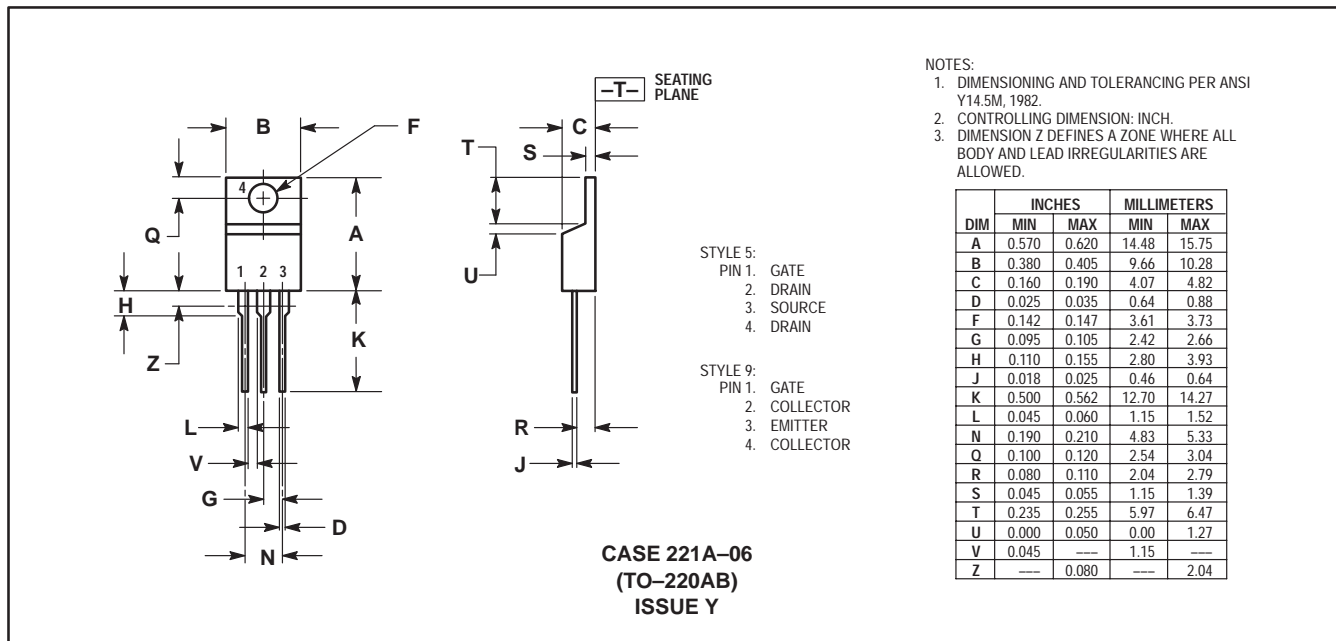 –T– SEATING
PLANE
B
F
C
T
S
4
Q
A
U
1 2 3
H
K
Z
L
R
V
J
G
D
N
STYLE 5:
PIN 1. GATE
2. DRAIN
3. SOURCE
4. DRAIN
STYLE 9:
PIN 1. GATE
2. COLLECTOR
3. EMITTER
4. COLLECTOR
CASE 221A–06
(TO–220AB)
ISSUE Y
NOTES:
1. DIMENSIONING AND TOLERANCING PER ANSI
Y14.5M, 1982.
2. CONTROLLING DIMENSION: INCH.
3. DIMENSION Z DEFINES A ZONE WHERE ALL
BODY AND LEAD IRREGULARITIES ARE
ALLOWED.
INCHES MILLIMETERS
DIM MIN MAX MIN MAX
A 0.570 0.620 14.48 15.75
B 0.380 0.405 9.66 10.28
C 0.160 0.190 4.07 4.82
D 0.025 0.035 0.64 0.88
F 0.142 0.147 3.61 3.73
G 0.095 0.105 2.42 2.66
H 0.110 0.155 2.80 3.93
J 0.018 0.025 0.46 0.64
K 0.500 0.562 12.70 14.27
L 0.045 0.060 1.15 1.52
N 0.190 0.210 4.83 5.33
Q 0.100 0.120 2.54 3.04
R 0.080 0.110 2.04 2.79
S 0.045 0.055 1.15 1.39
T 0.235 0.255 5.97 6.47
U 0.000 0.050 0.00 1.27
V 0.045 ––– 1.15 –––
Z ––– 0.080 ––– 2.04